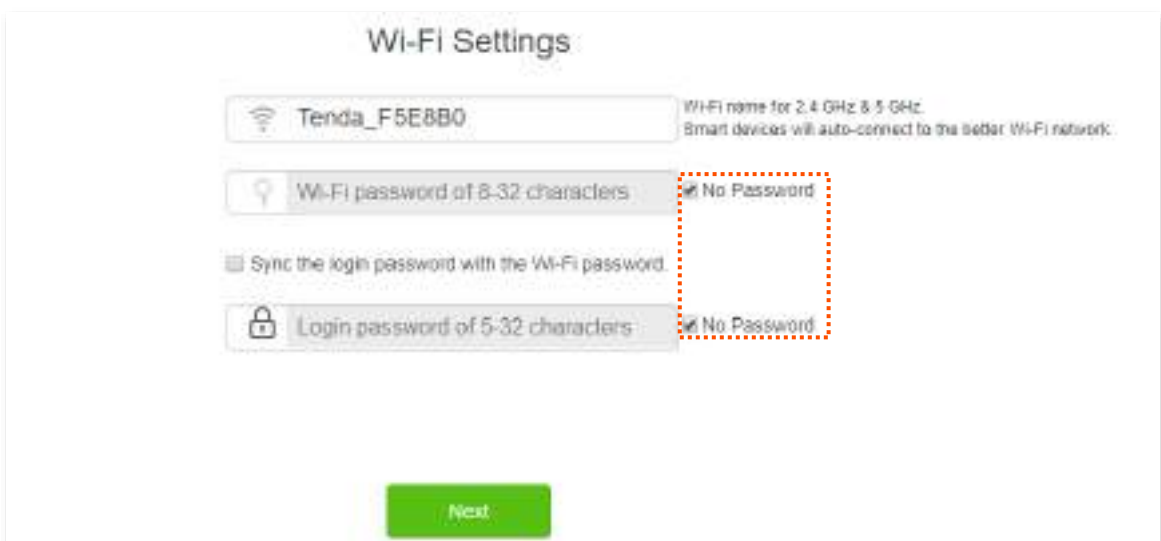 Wi-Fi Settings
Tenda_F5E8B0
Wi-Fi name for 2.4 GHz & 5 GHz.
Smart devices will auto-connect to the better Wi-Fi network.
Wi-Fi password of 8-32 characters
No Password
Sync the login password with the Wi-Fi password.
Login password of 5-32 characters
No Password
Next